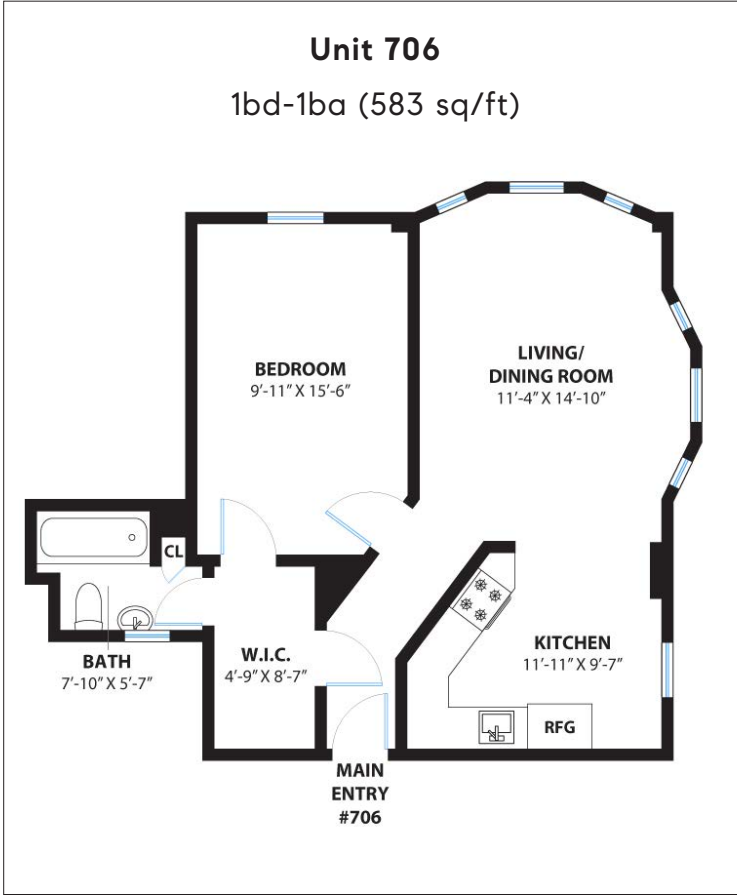 Unit 706
1bd-1ba (583 sq/ft)
BEDROOM
9’-11” X 15’-6”
LIVING/
DINING ROOM
11’-4” X 14’-10”
CL
BATH
7’-10” X 5’-7”
W.I.C.
4’-9” X 8’-7”
KITCHEN
11’-11” X 9’-7”
RFG
MAIN
ENTRY
#706